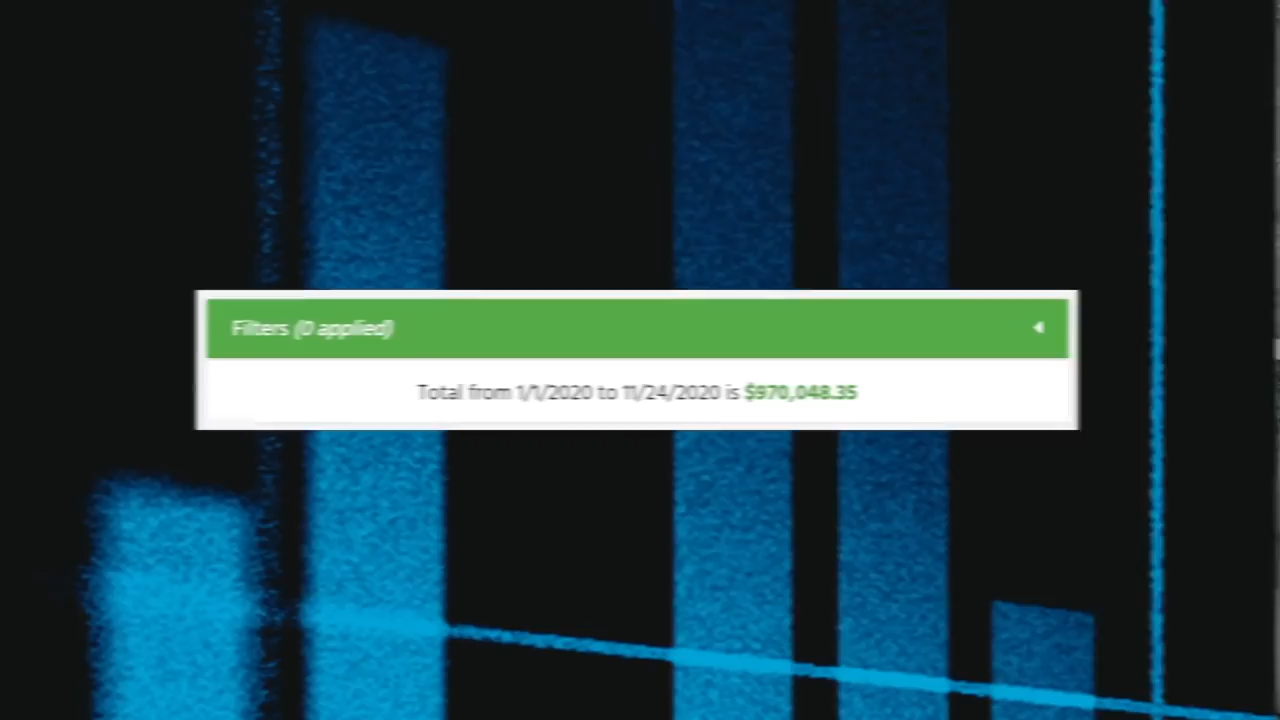 Filters (0 applied)
Total from 1/1/2020 to 11/24/2020 is $970,048.35